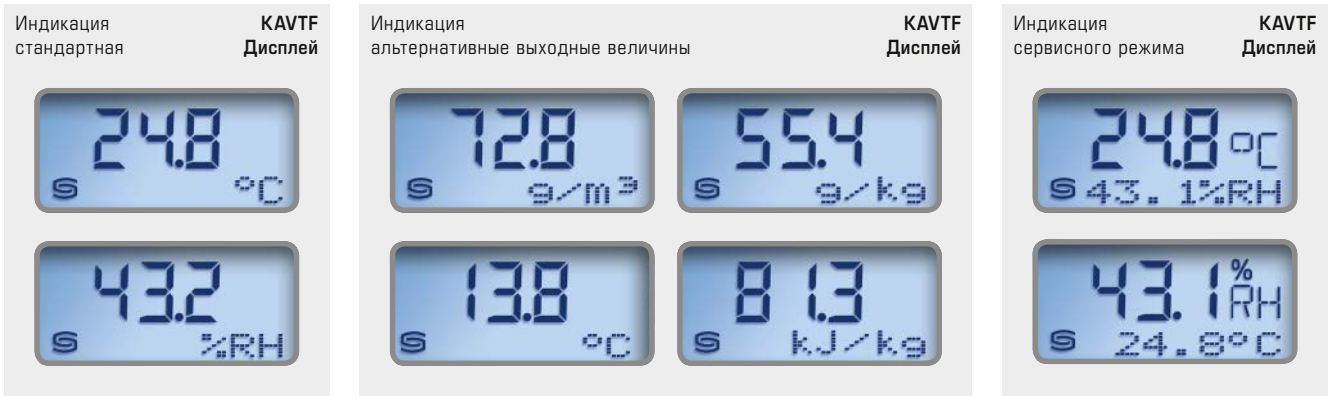 Индикация
стандартная
KAVTF
Дисплей
24.8
°C
43.2
%RH
Индикация
альтернативные выходные величины
KAVTF
Дисплей
72.8
g/m³
55.4
g/kg
13.8
°C
81.3
kJ/kg
Индикация
сервисного режима
KAVTF
Дисплей
24.8 °C
43.1%RH
43.1 % RH
24.8°C